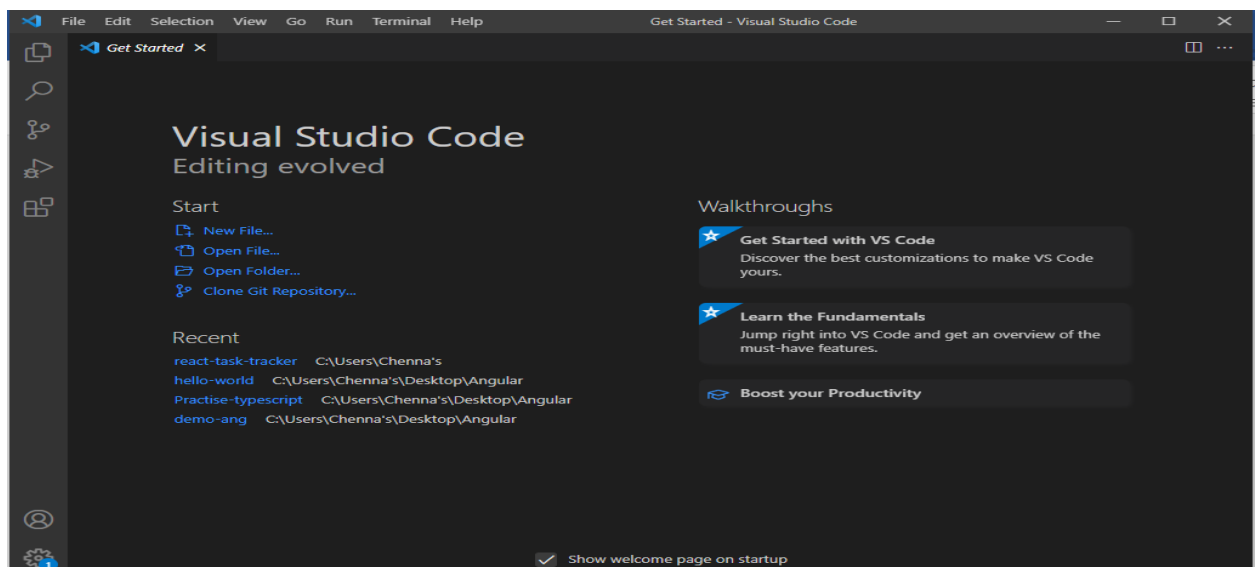 File Edit Selection View Go Run Terminal Help Get Started - Visual Studio Code
Get Started
Visual Studio Code
Editing evolved
Start
New File...
Open File...
Open Folder...
Clone Git Repository...
Recent
react-task-tracker C:\Users\Chenna's
hello-world C:\Users\Chenna's\Desktop\Angular
Practise-typescript C:\Users\Chenna's\Desktop\Angular
demo-ang C:\Users\Chenna's\Desktop\Angular
Walkthroughs
Get Started with VS Code
Discover the best customizations to make VS Code
yours.
Learn the Fundamentals
Jump right into VS Code and get an overview of the
must-have features.
Boost your Productivity
1
Show welcome page on startup